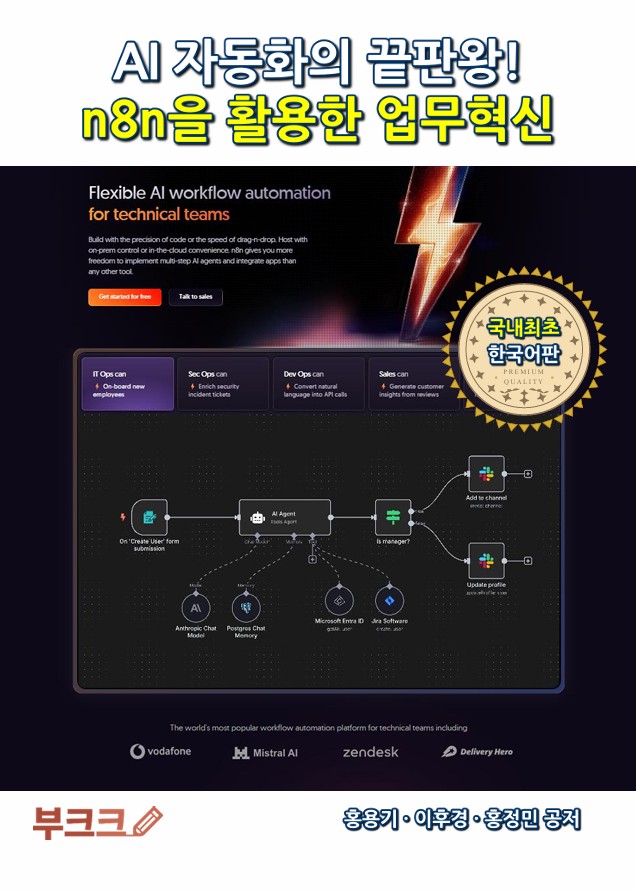 AI 자동화의 끝판왕!
n8n을 활용한 업무혁신
Flexible AI workflow automation
for technical teams
Build with the precision of code or the speed of drag-n-drop. Host with
on-prem control or in-the-cloud convenience. n8n gives you more
freedom to implement multi-step AI agents and integrate apps than
any other tool.
Get started for free
Talk to sales
국내최초
한국어판
PREMIUM
QUALITY
IT Ops can
On-board new
employees
Sec Ops can
Enrich security
incident tickets
Dev Ops can
Convert natural
language into API calls
Sales can
Generate customer
insights from reviews
On 'Create User' form
submission
AI Agent
Tools Agent
Chat Model
Memory
Tool
Is manager?
true
false
Add to channel
Update profile
Model
Memory
Anthropic Chat
Model
Postgres Chat
Memory
Microsoft Entra ID
Jira Software
The world's most popular workflow automation platform for technical teams including
vodafone
Mistral AI
zendesk
Delivery Hero
부크크
홍용기 · 이후경 · 홍정민 공저